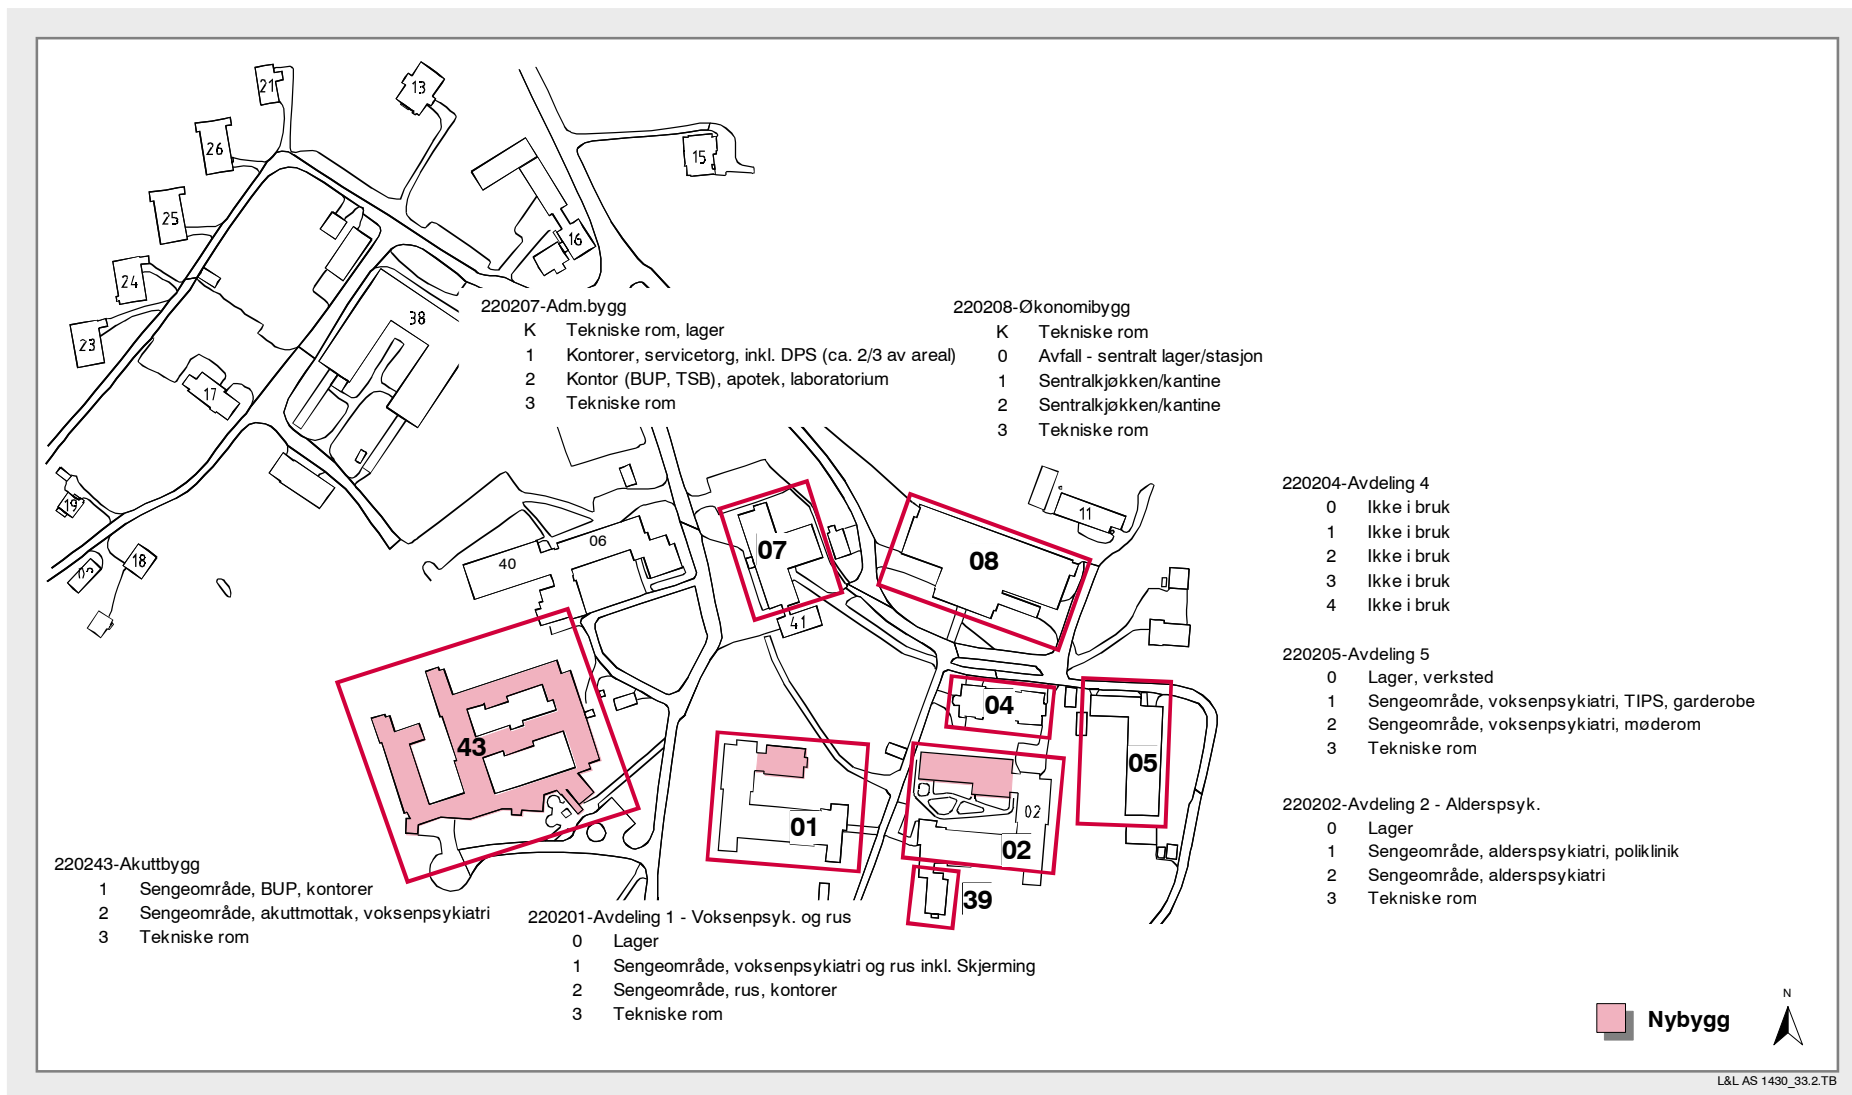 21
13
26
15
25
16
24
38
23
17
220207-Adm.bygg
K Tekniske rom, lager
1 Kontorer, servicetorg, inkl. DPS (ca. 2/3 av areal)
2 Kontor (BUP, TSB), apotek, laboratorium
3 Tekniske rom
220208-Økonomibygg
K Tekniske rom
0 Avfall - sentralt lager/stasjon
1 Sentralkjøkken/kantine
2 Sentralkjøkken/kantine
3 Tekniske rom
220204-Avdeling 4
0 Ikke i bruk
1 Ikke i bruk
2 Ikke i bruk
3 Ikke i bruk
4 Ikke i bruk
19
18
11
06
40
07
08
41
220205-Avdeling 5
0 Lager, verksted
1 Sengeområde, voksenpsykiatri, TIPS, garderobe
2 Sengeområde, voksenpsykiatri, møderom
3 Tekniske rom
04
43
05
01
02
02
39
220202-Avdeling 2 - Alderspsyk.
0 Lager
1 Sengeområde, alderspsykiatri, poliklinik
2 Sengeområde, alderspsykiatri
3 Tekniske rom
220243-Akuttbygg
1 Sengeområde, BUP, kontorer
2 Sengeområde, akuttmottak, voksenpsykiatri
3 Tekniske rom
220201-Avdeling 1 - Voksenpsyk. og rus
0 Lager
1 Sengeområde, voksenpsykiatri og rus inkl. Skjerming
2 Sengeområde, rus, kontorer
3 Tekniske rom
Nybygg
N
L&L AS 1430_33.2.TB